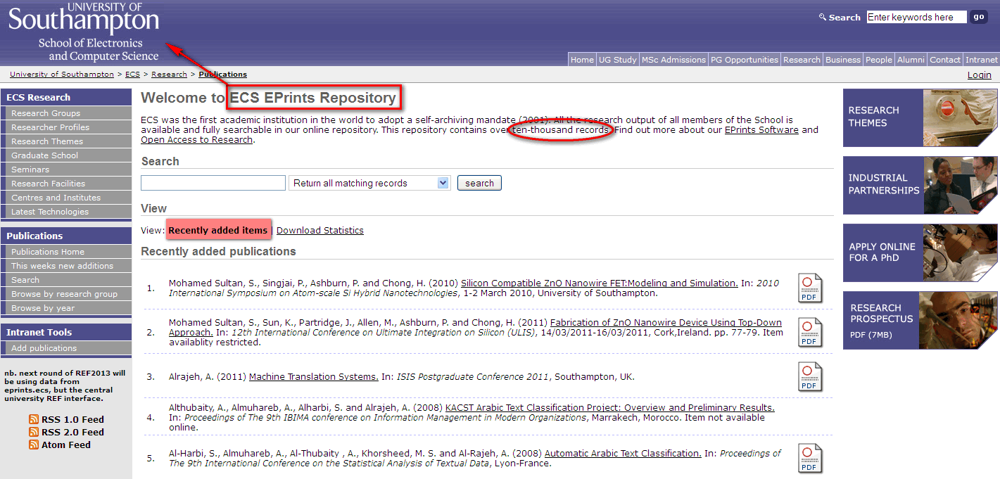 UNIVERSITY OF
Southampton
School of Electronics
and Computer Science
Search
Enter keywords here
go
Home
UG Study
MSc Admissions
PG Opportunities
Research
Business
People
Alumni
Contact
Intranet
University of Southampton > ECS > Research > Publications
Login
ECS Research
Research Groups
Researcher Profiles
Research Themes
Graduate School
Seminars
Research Facilities
Centres and Institutes
Latest Technologies
Publications
Publications Home
This weeks new additions
Search
Browse by research group
Browse by year
Intranet Tools
Add publications
nb. next round of REF2013 will
be using data from
eprints.ecs, but the central
university REF interface.
RSS 1.0 Feed
RSS 2.0 Feed
Atom Feed
Welcome to ECS EPrints Repository
ECS was the first academic institution in the world to adopt a self-archiving mandate (2001). All the research output of all members of the School is
available and fully searchable in our online repository. This repository contains over ten-thousand records. Find out more about our EPrints Software and
Open Access to Research.
Search
Return all matching records
search
View
View: Recently added items | Download Statistics
Recently added publications
1. Mohamed Sultan, S., Singjai, P., Ashburn, P. and Chong, H. (2010) Silicon Compatible ZnO Nanowire FET:Modeling and Simulation. In: 2010
International Symposium on Atom-scale Si Hybrid Nanotechnologies, 1-2 March 2010, University of Southampton.
PDF
2. Mohamed Sultan, S., Sun, K., Partridge, J., Allen, M., Ashburn, P. and Chong, H. (2011) Fabrication of ZnO Nanowire Device Using Top-Down
Approach. In: 12th International Conference on Ultimate Integration on Silicon (ULIS), 14/03/2011-16/03/2011, Cork,Ireland. pp. 77-79. Item
availablity restricted.
PDF
3. Alrajeh, A. (2011) Machine Translation Systems. In: ISIS Postgraduate Conference 2011, Southampton, UK.
PDF
4. Althubaity, A., Almuhareb, A., Alharbi, S. and Alrajeh, A. (2008) KACST Arabic Text Classification Project: Overview and Preliminary Results.
In: Proceedings of The 9th IBIMA conference on Information Management in Modern Organizations, Marrakech, Morocco. Item not available
online.
5. Al-Harbi, S., Almuhareb, A., Al-Thubaity , A., Khorsheed, M. S. and Al-Rajeh, A. (2008) Automatic Arabic Text Classification. In: Proceedings of
The 9th International Conference on the Statistical Analysis of Textual Data, Lyon-France.
PDF
RESEARCH
THEMES
INDUSTRIAL
PARTNERSHIPS
APPLY ONLINE
FOR A PhD
RESEARCH
PROSPECTUS
PDF (7MB)